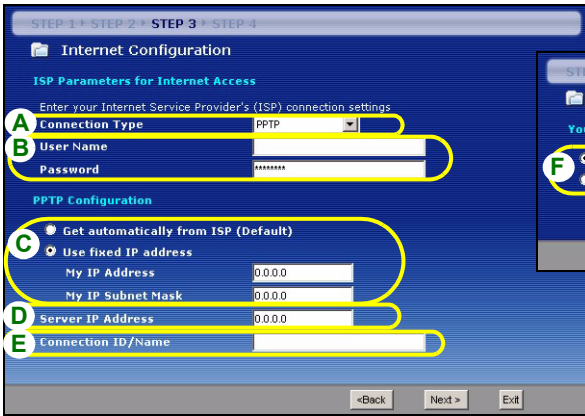 STEP 1 STEP 2 STEP 3 STEP 4
Internet Configuration
ISP Parameters for Internet Access
Enter your Internet Service Provider's (ISP) connection settings
A Connection Type PPTP
B User Name
Password ********
PPTP Configuration
C
Get automatically from ISP (Default)
Use fixed IP address
My IP Address 0.0.0.0
My IP Subnet Mask 0.0.0.0
D Server IP Address 0.0.0.0
E Connection ID/Name
<Back Next > Exit
STE
You
F